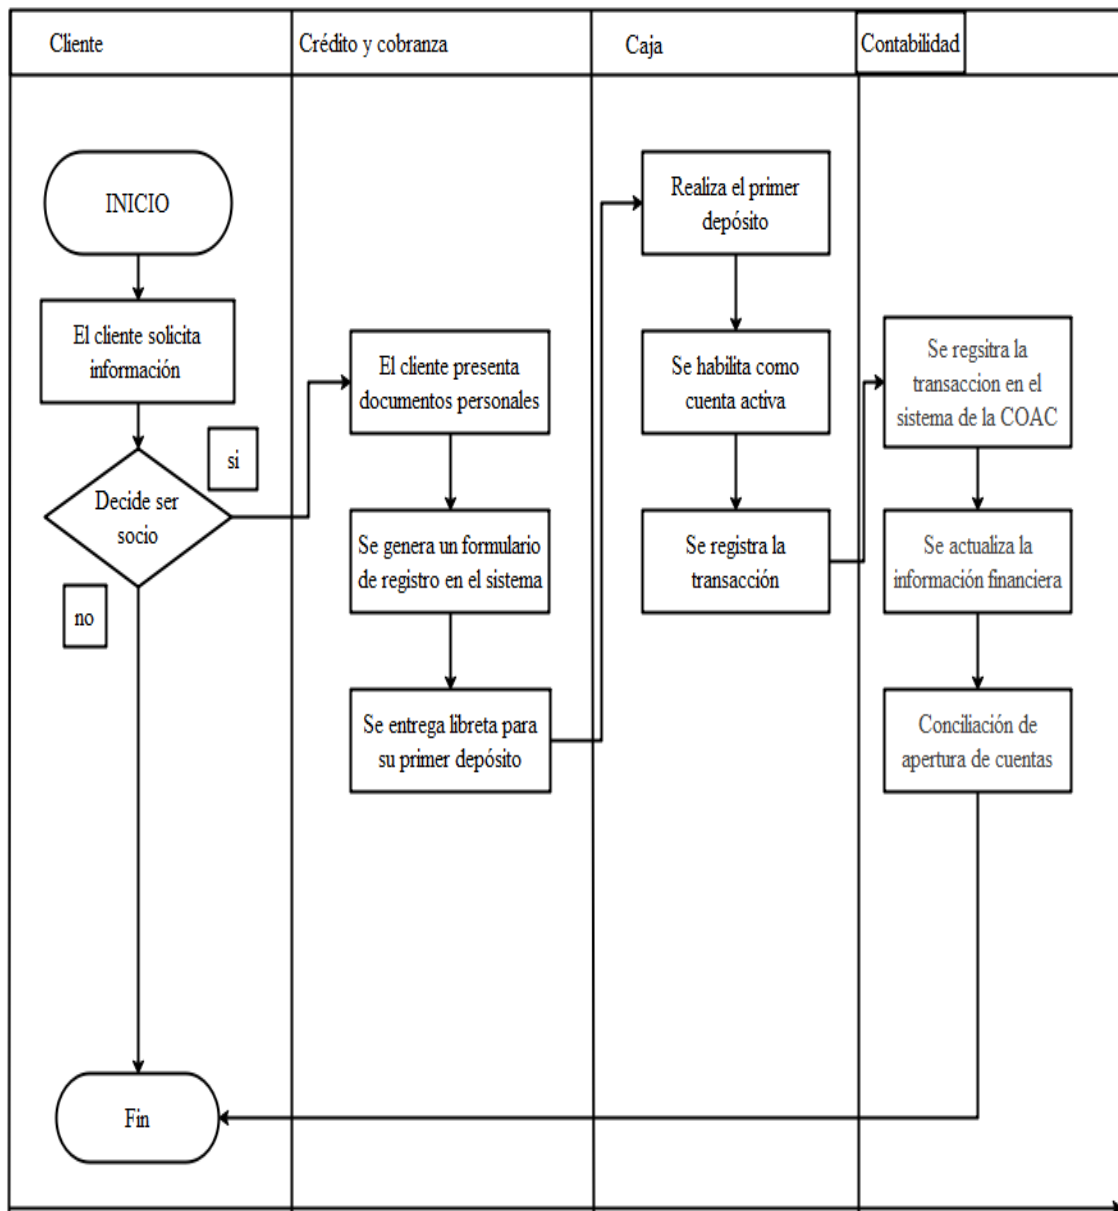 Cliente
Crédito y cobranza
Caja
Contabilidad
INICIO
El cliente solicita
información
Decide ser
socio
si
no
Fin
El cliente presenta
documentos personales
Se genera un formulario
de registro en el sistema
Se entrega libreta para
su primer depósito
Realiza el primer
depósito
Se habilita como
cuenta activa
Se registra la
transacción
Se regsitra la
transaccion en el
sistema de la COAC
Se actualiza la
información financiera
Conciliación de
apertura de cuentas